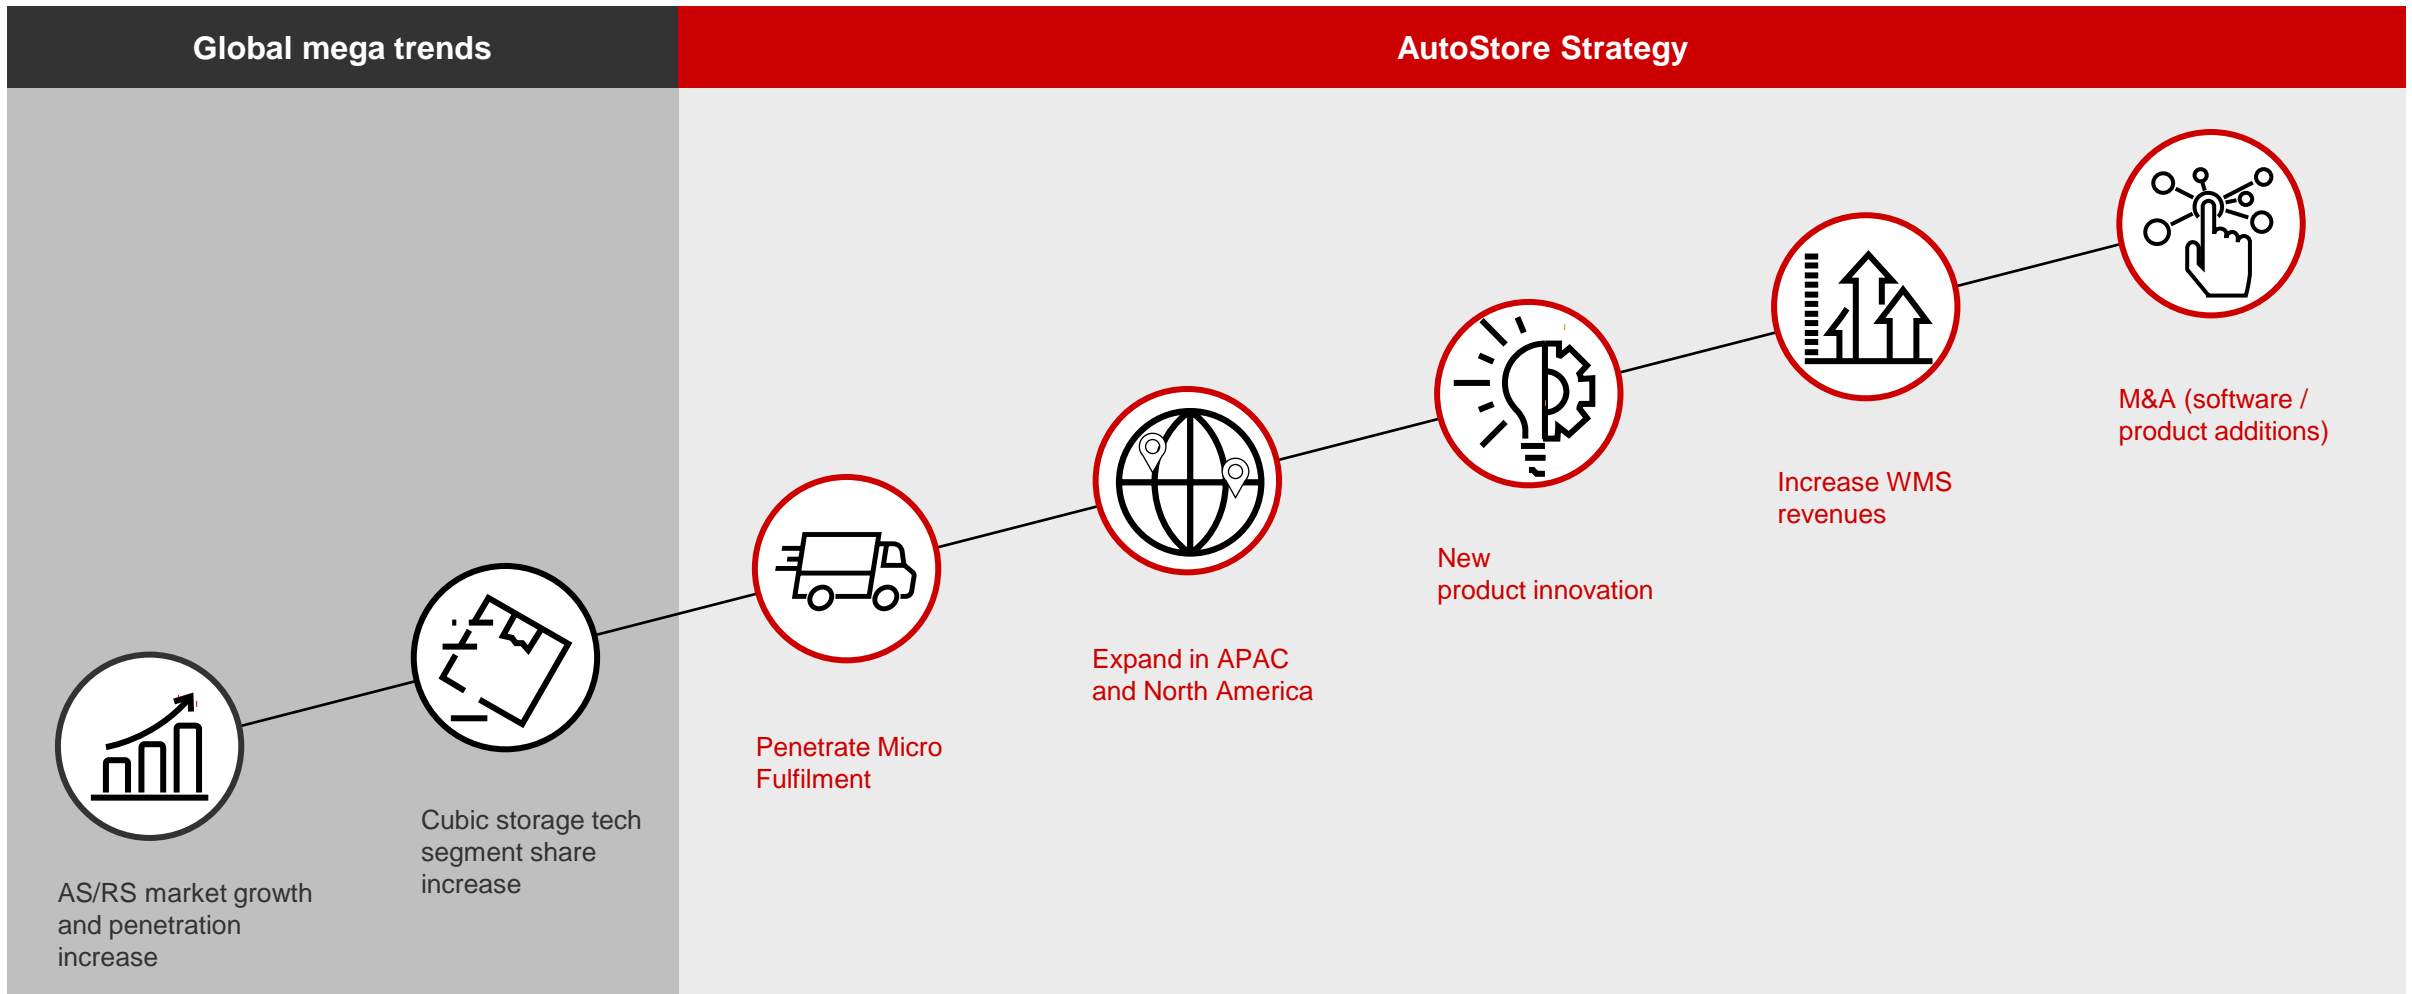 Global mega trends
AutoStore Strategy
AS/RS market growth
and penetration
increase
Cubic storage tech
segment share
increase
Penetrate Micro
Fulfilment
Expand in APAC
and North America
New
product innovation
Increase WMS
revenues
M&A (software /
product additions)